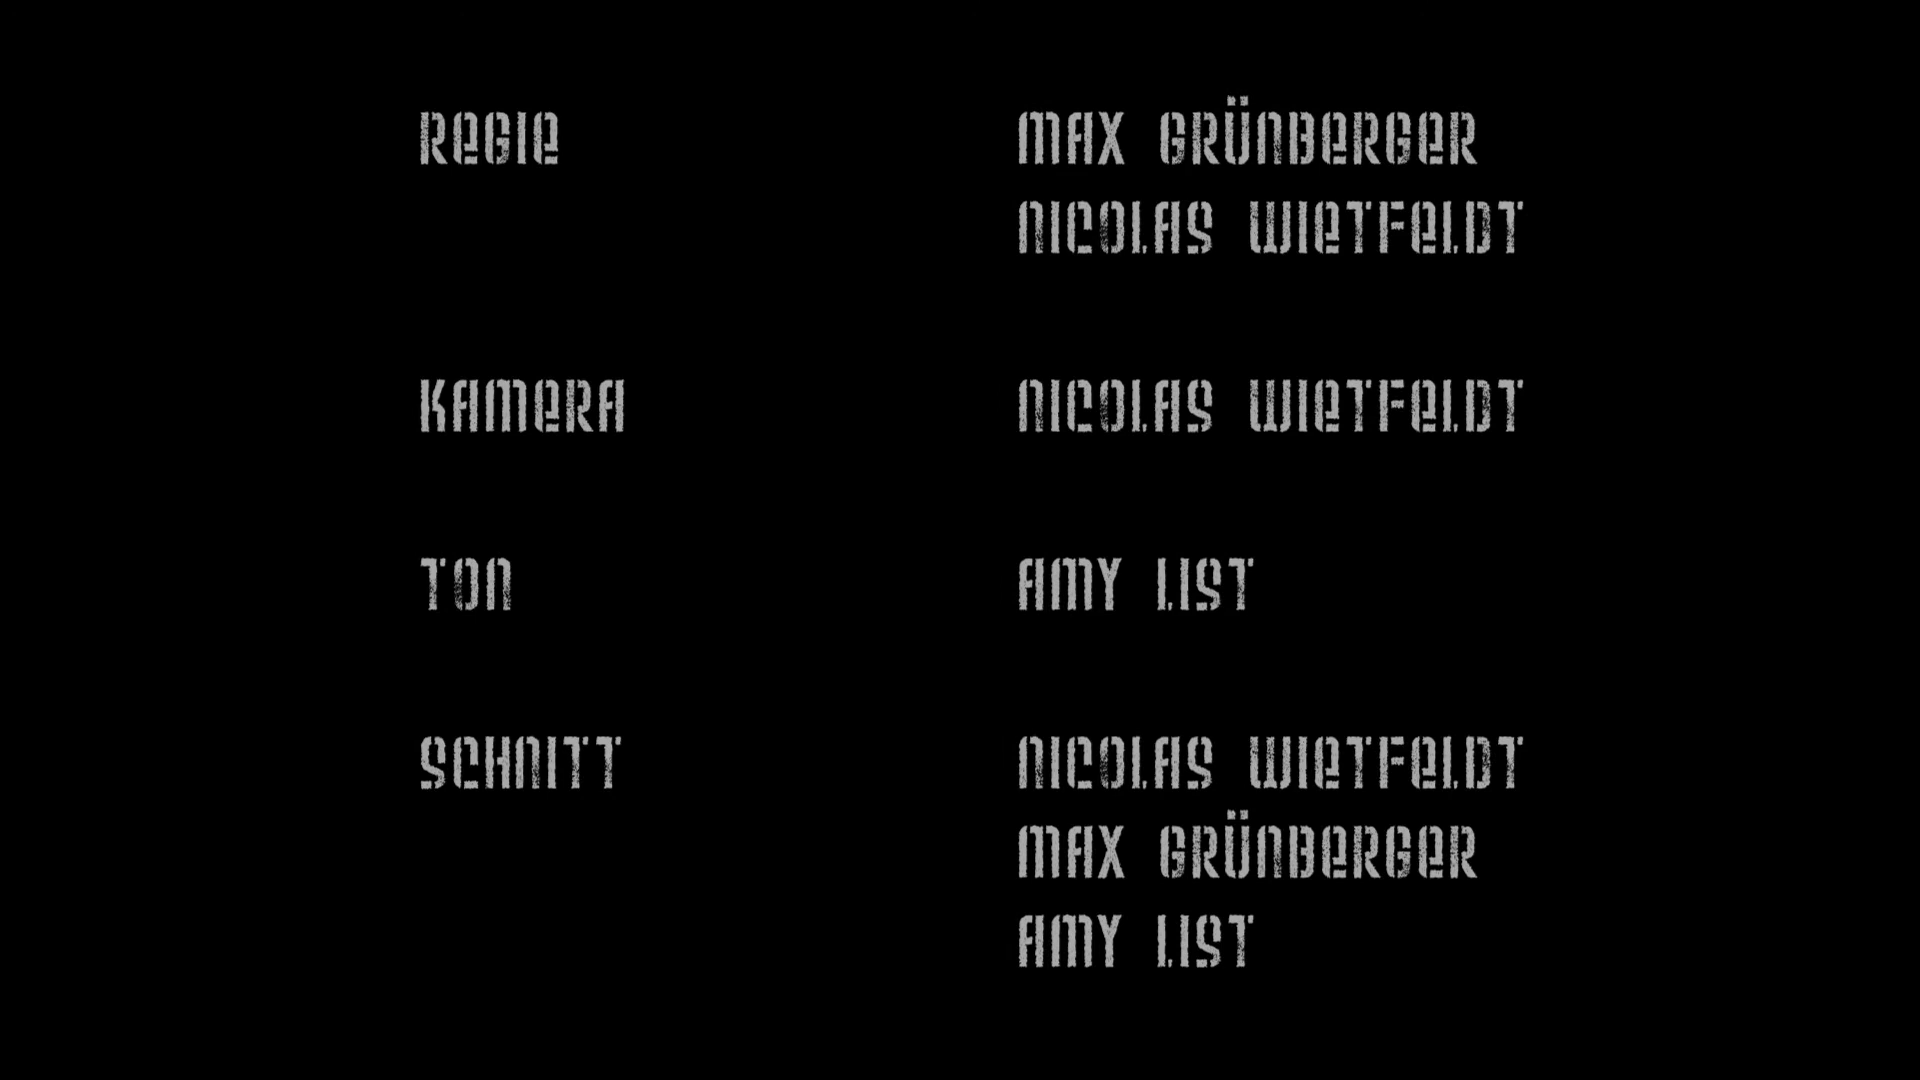 REGIE MAX GRÜNBERGER
NICOLAS WIETFELDT
KAMERA NICOLAS WIETFELDT
TON AMY LIST
SCHNITT NICOLAS WIETFELDT
MAX GRÜNBERGER
AMY LIST